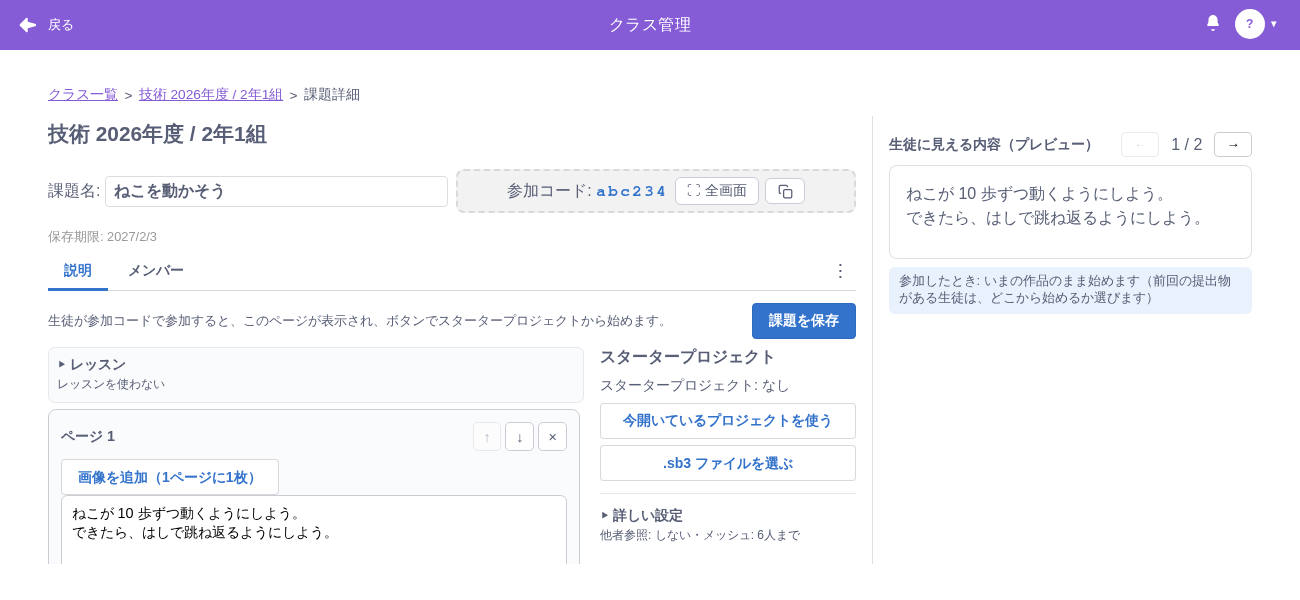 戻る
クラス管理
?
▼
クラス一覧 > 技術 2026年度 / 2年1組 > 課題詳細
技術 2026年度 / 2年1組
課題名: ねこを動かそう
参加コード: abc234 全画面
保存期限: 2027/2/3
説明 メンバー
⋮
生徒が参加コードで参加すると、このページが表示され、ボタンでスタータープロジェクトから始めます。
課題を保存
▸ レッスン
レッスンを使わない
ページ 1
↑ ↓ ×
画像を追加（1ページに1枚）
ねこが 10 歩ずつ動くようにしよう。
できたら、はしで跳ね返るようにしよう。
スタータープロジェクト
スタータープロジェクト: なし
今開いているプロジェクトを使う
.sb3 ファイルを選ぶ
▸ 詳しい設定
他者参照: しない・メッシュ: 6人まで
生徒に見える内容（プレビュー）
← 1 / 2 →
ねこが 10 歩ずつ動くようにしよう。
できたら、はしで跳ね返るようにしよう。
参加したとき: いまの作品のまま始めます（前回の提出物
がある生徒は、どこから始めるか選びます）